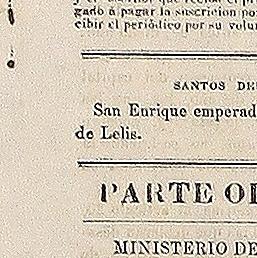 gado á pagar la suscricion po
cibir el periódico por su volu
SANTOS DE
San Enrique emperad
de Lelis.
PARTE O
MINISTERIO DE